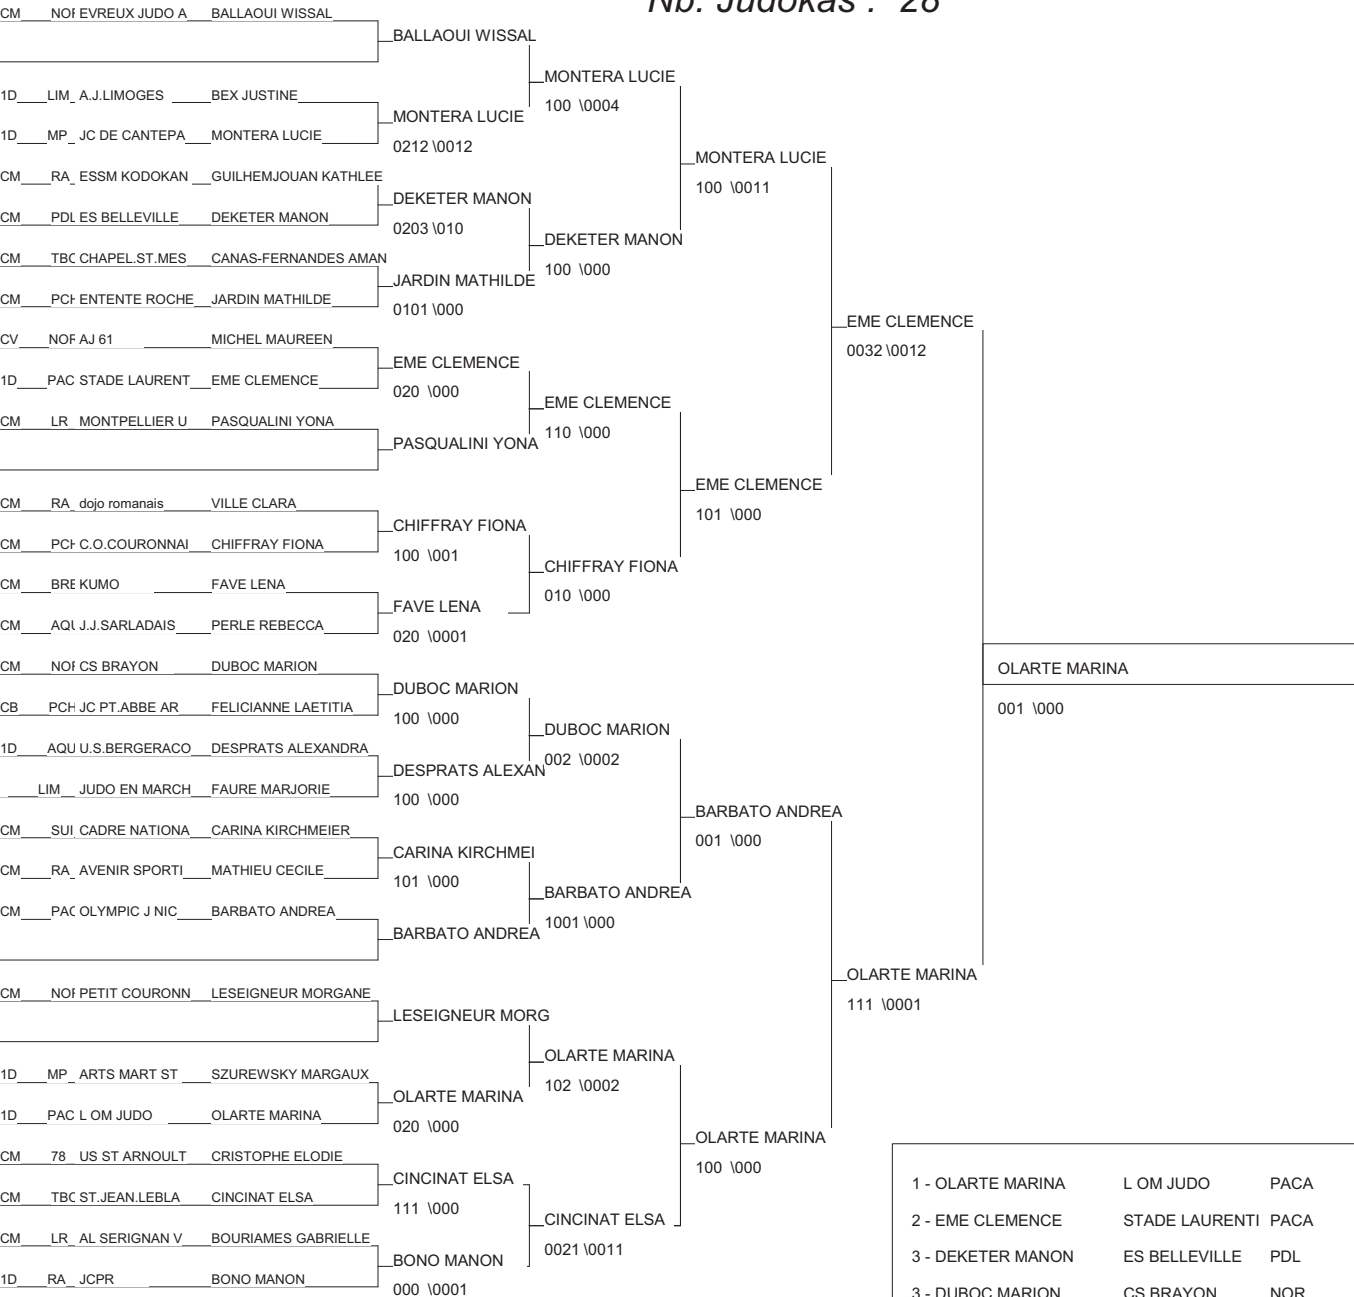 Nb. Judokas : 28
CM NOR EVREUX JUDO A BALLAOUI WISSAL
BALLAOUI WISSAL
MONTERA LUCIE
1D LIM A.J.LIMOGES BEX JUSTINE
100 \0004
MONTERA LUCIE
1D MP JC DE CANTEPA MONTERA LUCIE
0212 \0012
MONTERA LUCIE
CM RA ESSM KODOKAN GUILHEMJOUAN KATHLEE
100 \0011
DEKETER MANON
CM PDL ES BELLEVILLE DEKETER MANON
0203 \010
DEKETER MANON
CM TBC CHAPEL.ST.MES CANAS-FERNANDES AMAN
100 \000
JARDIN MATHILDE
CM PCH ENTENTE ROCHE JARDIN MATHILDE
0101 \000
EME CLEMENCE
CV NOR AJ 61 MICHEL MAUREEN
0032 \0012
EME CLEMENCE
1D PAC STADE LAURENT EME CLEMENCE
020 \000
EME CLEMENCE
CM LR MONTPELLIER U PASQUALINI YONA
110 \000
PASQUALINI YONA
EME CLEMENCE
CM RA dojo romanais VILLE CLARA
101 \000
CHIFFRAY FIONA
CM PCH C.O.COURONNAI CHIFFRAY FIONA
100 \001
CHIFFRAY FIONA
CM BRE KUMO FAVE LENA
010 \000
FAVE LENA
CM AQU J.J.SARLADAIS PERLE REBECCA
020 \0001
CM NOR CS BRAYON DUBOC MARION
OLARTE MARINA
DUBOC MARION
CB PCH JC PT.ABBE AR FELICIANNE LAETITIA
001 \000
100 \000
DUBOC MARION
1D AQU U.S.BERGERACO DESPRATS ALEXANDRA
002 \0002
DESPRATS ALEXAN
LIM JUDO EN MARCH FAURE MARJORIE
100 \000
BARBATO ANDREA
CM SUI CADRE NATIONA CARINA KIRCHMEIER
001 \000
CARINA KIRCHMEI
CM RA AVENIR SPORTI MATHIEU CECILE
101 \000
BARBATO ANDREA
CM PAC OLYMPIC J NIC BARBATO ANDREA
1001 \000
BARBATO ANDREA
OLARTE MARINA
CM NOR PETIT COURONN LESEIGNEUR MORGANE
111 \0001
LESEIGNEUR MORG
OLARTE MARINA
1D MP ARTS MART ST SZUREWSKY MARGAUX
102 \0002
OLARTE MARINA
1D PAC L OM JUDO OLARTE MARINA
020 \000
OLARTE MARINA
CM 78 US ST ARNOULT CRISTOPHE ELODIE
100 \000
CINCINAT ELSA
CM TBC ST.JEAN.LEBLA CINCINAT ELSA
111 \000
CINCINAT ELSA
CM LR AL SERIGNAN V BOURIAMES GABRIELLE
0021 \0011
BONO MANON
1D RA JCPR BONO MANON
000 \0001
1 - OLARTE MARINA L OM JUDO PACA
2 - EME CLEMENCE STADE LAURENTI PACA
3 - DEKETER MANON ES BELLEVILLE PDL
3 - DUBOC MARION CS BRAYON NOR